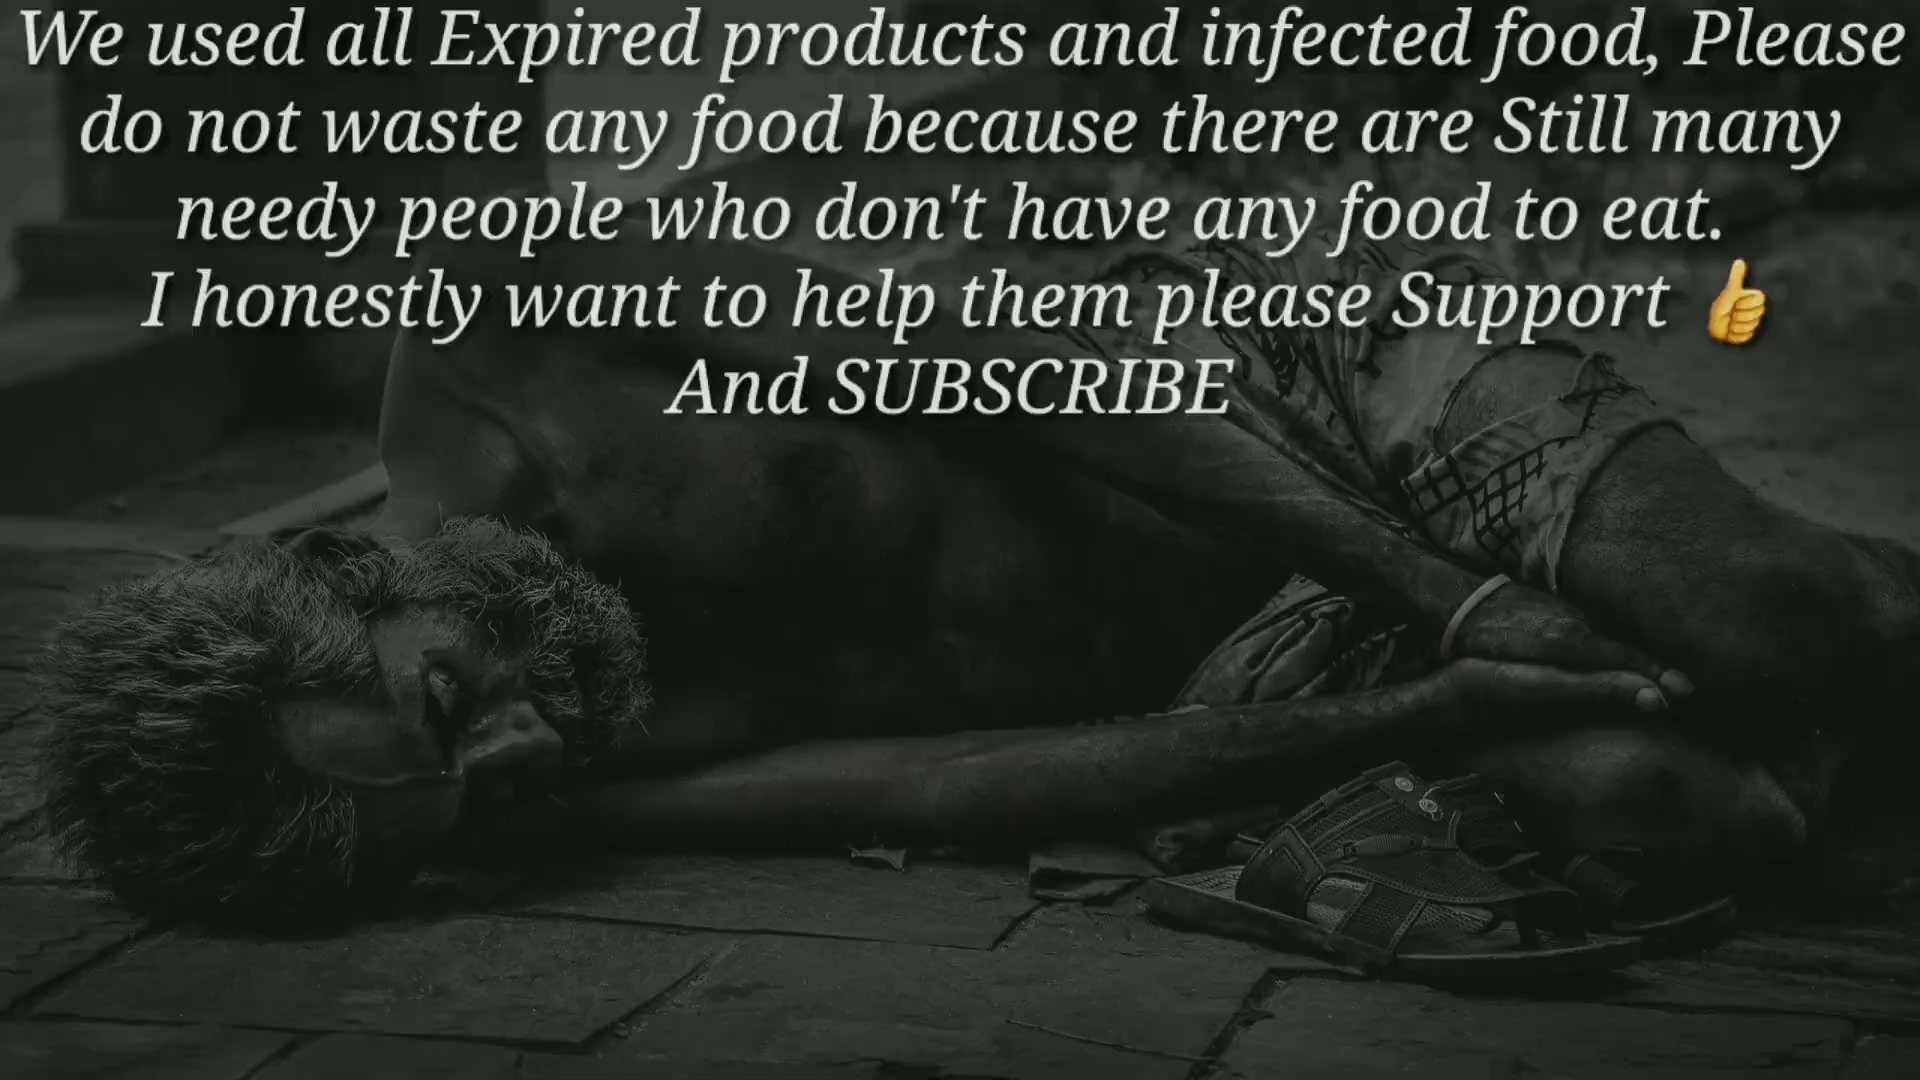 We used all Expired products and infected food, Please
do not waste any food because there are Still many
needy people who don't have any food to eat.
I honestly want to help them please Support 👍
And SUBSCRIBE